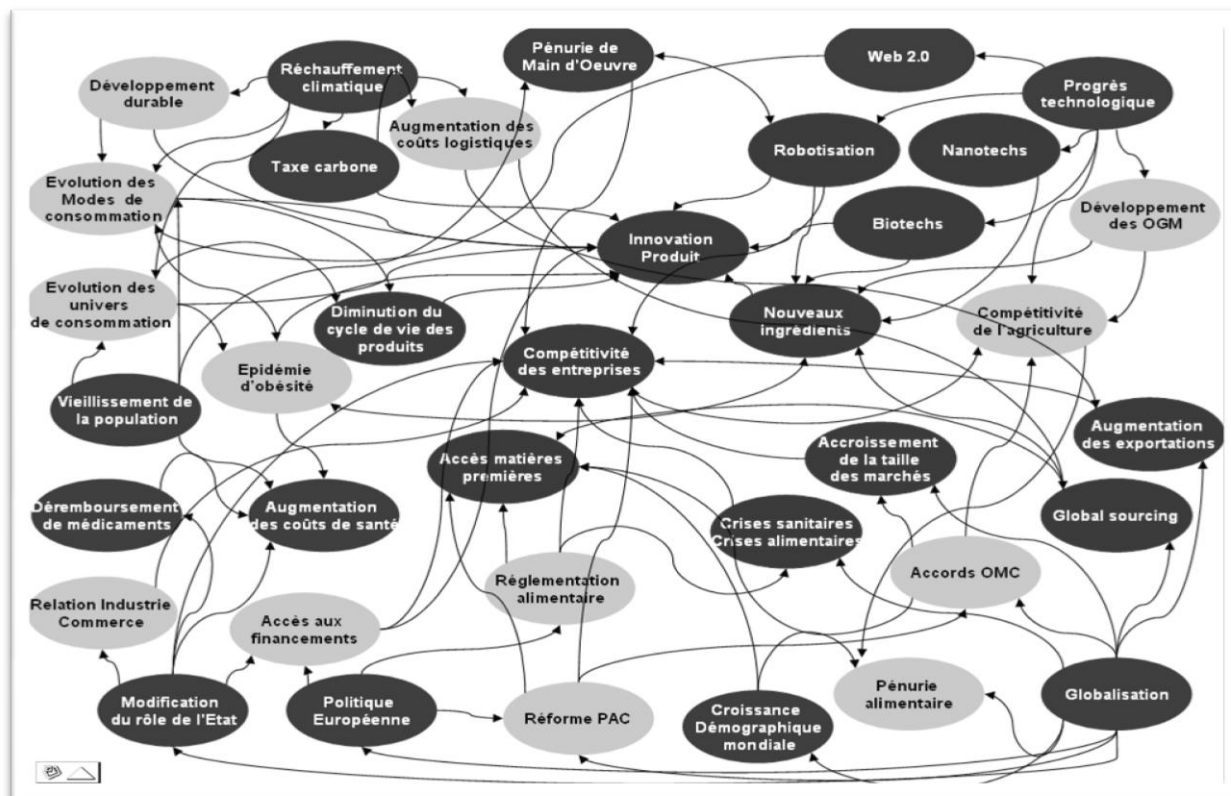 Pénurie de
Main d'Oeuvre
Web 2.0
Développement
durable
Réchauffement
climatique
Progrès
technologique
Augmentation des
coûts logistiques
Taxe carbone
Robotisation
Nanotechs
Evolution des
Modes de
consommation
Développement
des OGM
Innovation
Produit
Biotechs
Evolution des
univers
de consommation
Diminution du
cycle de vie des
produits
Nouveaux
ingrédients
Compétitivité
de l'agriculture
Compétitivité
des entreprises
Epidémie
d'obésité
Vieillissement de
la population
Augmentation
des exportations
Accès matières
premières
Accroissement
de la taille
des marchés
Déremboursement
de médicaments
Augmentation
des coûts de santé
Crises sanitaires
Crises alimentaires
Global sourcing
Réglementation
alimentaire
Accords OMC
Relation Industrie
Commerce
Accès aux
financements
Modification
du rôle de l'Etat
Politique
Européenne
Réforme PAC
Croissance
Démographique
mondiale
Pénurie
alimentaire
Globalisation